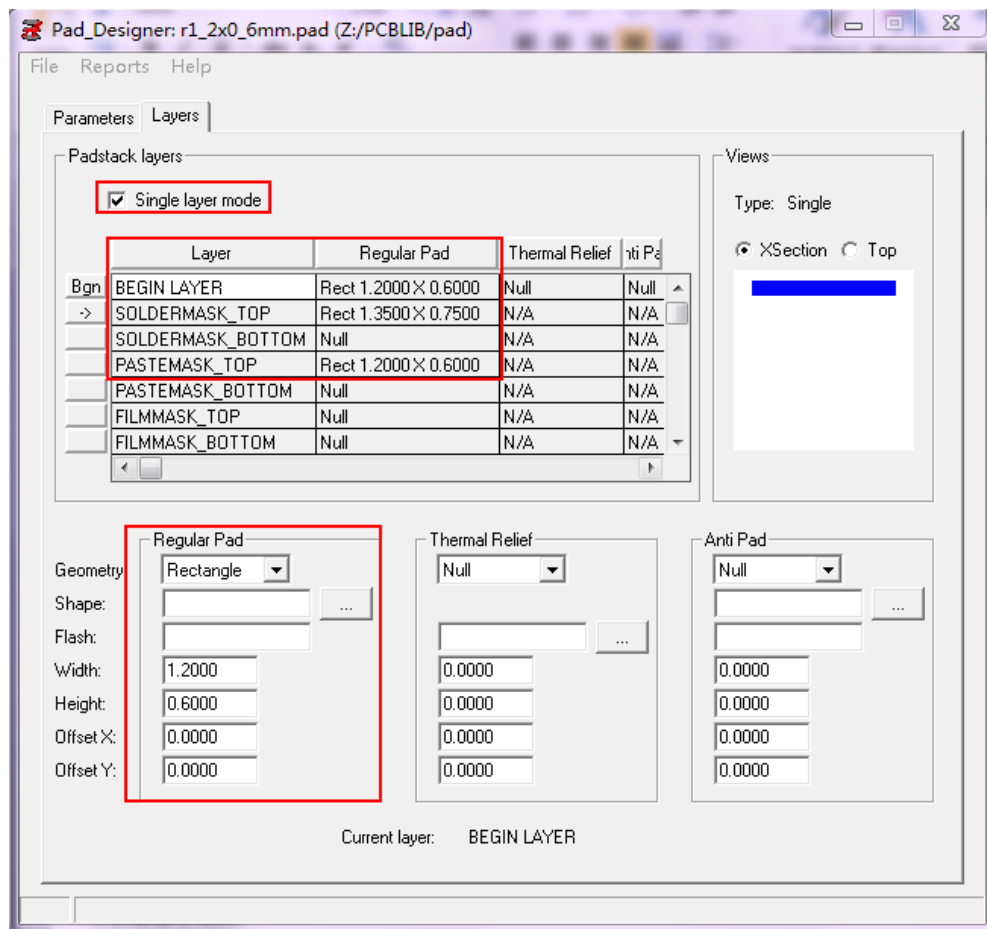 Pad_Designer: r1_2x0_6mm.pad (Z:/PCBLIB/pad)
File Reports Help
Parameters Layers
Padstack layers
Single layer mode
Layer Regular Pad Thermal Relief nti Pa
Bgn BEGIN LAYER Rect 1.2000 X 0.6000 Null Null
-> SOLDERMASK_TOP Rect 1.3500 X 0.7500 N/A N/A
SOLDERMASK_BOTTOM Null N/A N/A
PASTEMASK_TOP Rect 1.2000 X 0.6000 N/A N/A
PASTEMASK_BOTTOM Null N/A N/A
FILMMASK_TOP Null N/A N/A
FILMMASK_BOTTOM Null N/A N/A
Views
Type: Single
XSection Top
Regular Pad Thermal Relief Anti Pad
Geometry Rectangle Null Null
Shape: ... ...
Flash: ...
Width: 1.2000 0.0000 0.0000
Height: 0.6000 0.0000 0.0000
Offset X: 0.0000 0.0000 0.0000
Offset Y: 0.0000 0.0000 0.0000
Current layer: BEGIN LAYER